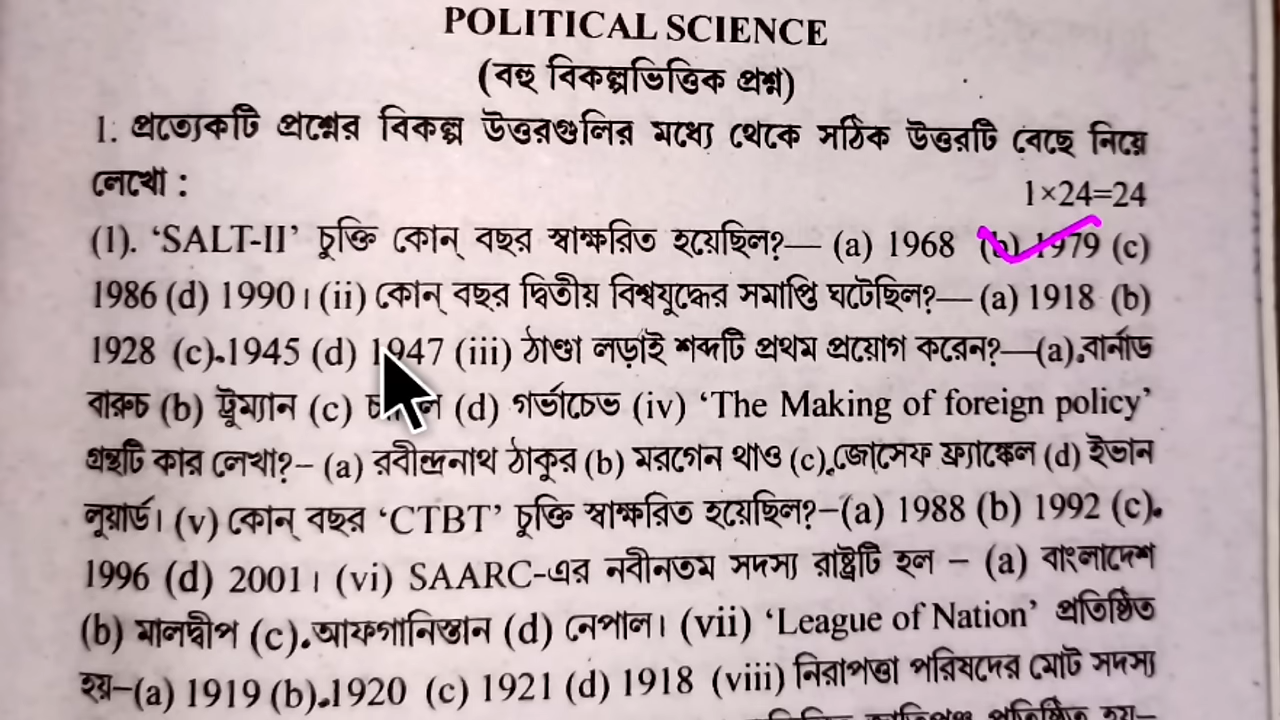 POLITICAL SCIENCE
(বহু বিকল্পভিত্তিক প্রশ্ন)
1. প্রত্যেকটি প্রশ্নের বিকল্প উত্তরগুলির মধ্যে থেকে সঠিক উত্তরটি বেছে নিয়ে
লেখো :
1×24=24
(1). ‘SALT-II’ চুক্তি কোন্ বছর স্বাক্ষরিত হয়েছিল?— (a) 1968 (b) 1979 (c)
1986 (d) 1990। (ii) কোন্ বছর দ্বিতীয় বিশ্বযুদ্ধের সমাপ্তি ঘটেছিল?— (a) 1918 (b)
1928 (c).1945 (d) 1947 (iii) ঠাণ্ডা লড়াই শব্দটি প্রথম প্রয়োগ করেন?—(a).বার্নাড
বারুচ (b) ট্রুম্যান (c) (d) গর্ভাচেভ (iv) ‘The Making of foreign policy’
গ্রন্থটি কার লেখা?– (a) রবীন্দ্রনাথ ঠাকুর (b) মরগেন থাও (c).জোসেফ ফ্র্যাঙ্কেল (d) ইভান
লুয়ার্ড। (v) কোন্ বছর ‘CTBT’ চুক্তি স্বাক্ষরিত হয়েছিল?–(a) 1988 (b) 1992 (c).
1996 (d) 2001। (vi) SAARC-এর নবীনতম সদস্য রাষ্ট্রটি হল – (a) বাংলাদেশ
(b) মালদ্বীপ (c).আফগানিস্তান (d) নেপাল। (vii) ‘League of Nation’ প্রতিষ্ঠিত
হয়–(a) 1919 (b).1920 (c) 1921 (d) 1918 (viii) নিরাপত্তা পরিষদের মোট সদস্য